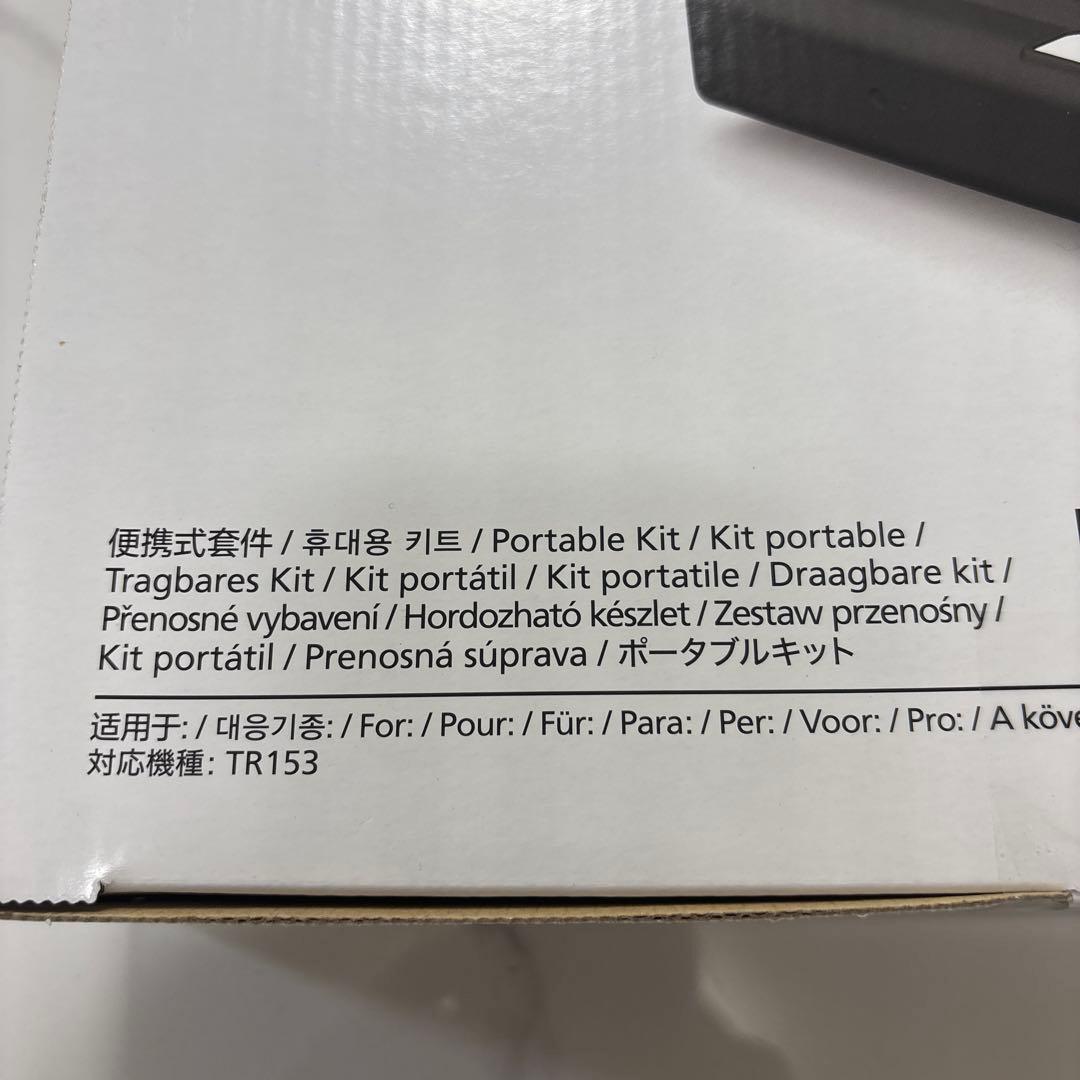 便携式套件 / 휴대용 키트 / Portable Kit / Kit portable /
Tragbares Kit / Kit portátil / Kit portatile / Draagbare kit /
Přenosné vybavení / Hordozható készlet / Zestaw przenośny /
Kit portátil / Prenosná súprava / ポータブルキット
适用于: / 대응기종: / For: / Pour: / Für: / Para: / Per: / Voor: / Pro: / A köve
対応機種: TR153